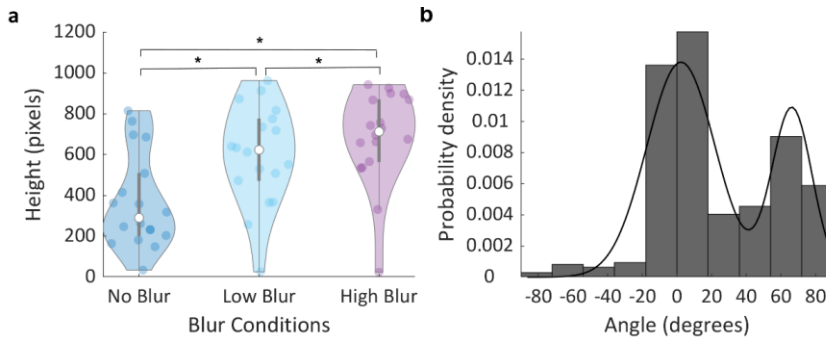 a
b
*
*
*
1200
1000
800
600
400
200
0
Height (pixels)
No Blur Low Blur High Blur
Blur Conditions
0.014
0.012
0.01
0.008
0.006
0.004
0.002
0
Probability density
-80 -60 -40 -20 0 20 40 60 80
Angle (degrees)